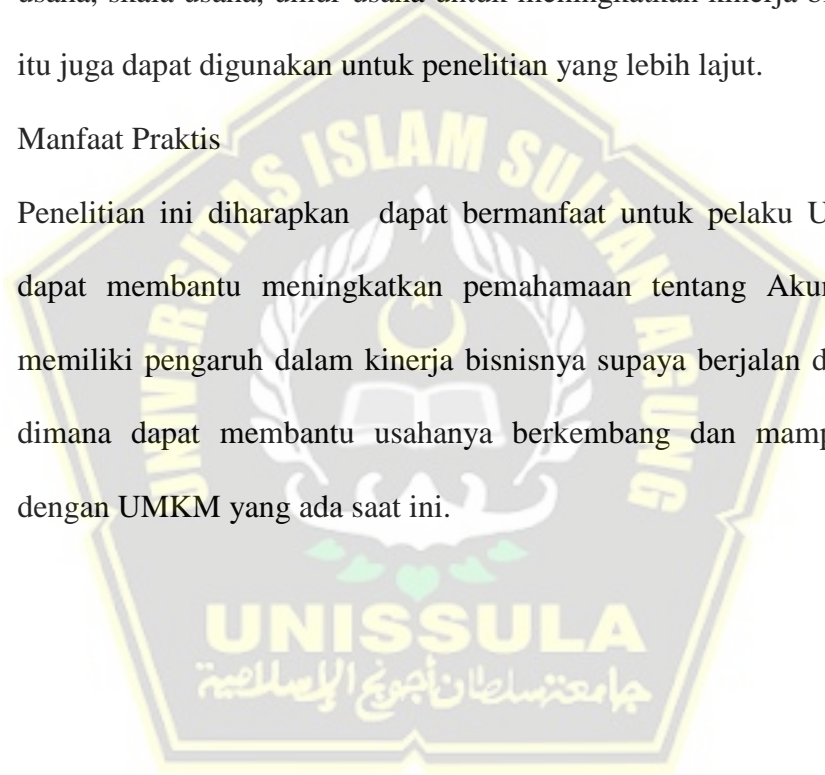 usaha, skala usaha, umur usaha untuk meningkatkan kinerja
itu juga dapat digunakan untuk penelitian yang lebih lajut.
Manfaat Praktis
Penelitian ini diharapkan dapat bermanfaat untuk pelaku
dapat membantu meningkatkan pemahamaan tentang
memiliki pengaruh dalam kinerja bisnisnya supaya berjalan
dimana dapat membantu usahanya berkembang dan
dengan UMKM yang ada saat ini.
UNIVERSITAS ISLAM SULTAN AGUNG
UNISSULA
جامعتنسلطان أجونج الإسلامية